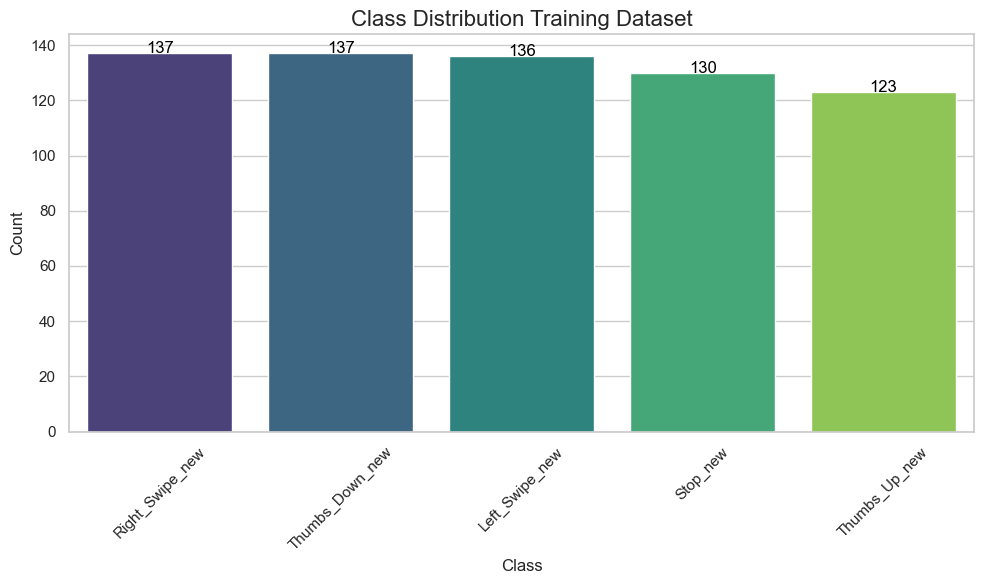 Class Distribution Training Dataset
137
137
136
130
123
140
120
100
80
60
40
20
0
Count
Right_Swipe_new
Thumbs_Down_new
Left_Swipe_new
Stop_new
Thumbs_Up_new
Class